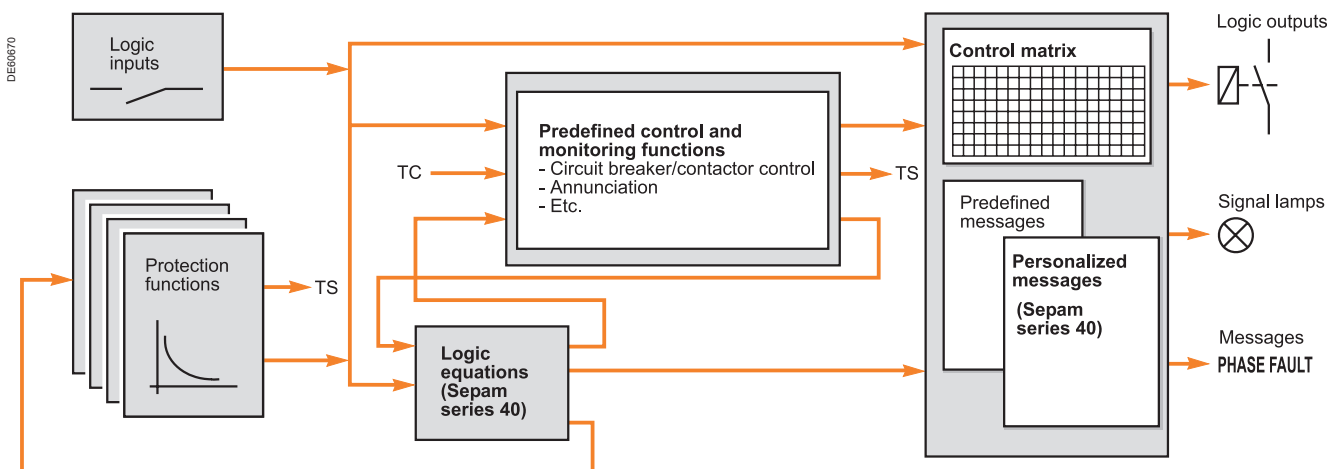 DE60670
Logic
inputs
Protection
functions
TS
TC
Predefined control and
monitoring functions
- Circuit breaker/contactor control
- Annunciation
- Etc.
TS
Logic
equations
(Sepam
series 40)
Control matrix
Predefined
messages
Personalized
messages
(Sepam
series 40)
Logic outputs
Signal lamps
Messages
PHASE FAULT